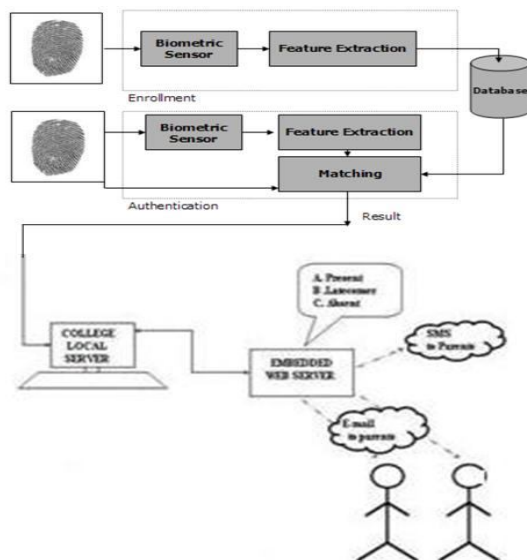 Biometric
Sensor
Feature Extraction
Database
Enrollment
Biometric
Sensor
Feature Extraction
Matching
Authentication
Result
A. Present
B. Latecomer
C. Absent
COLLEGE
LOCAL
SERVER
EMBEDDED
WEB SERVER
SMS
to Parents
E-mail
to parents